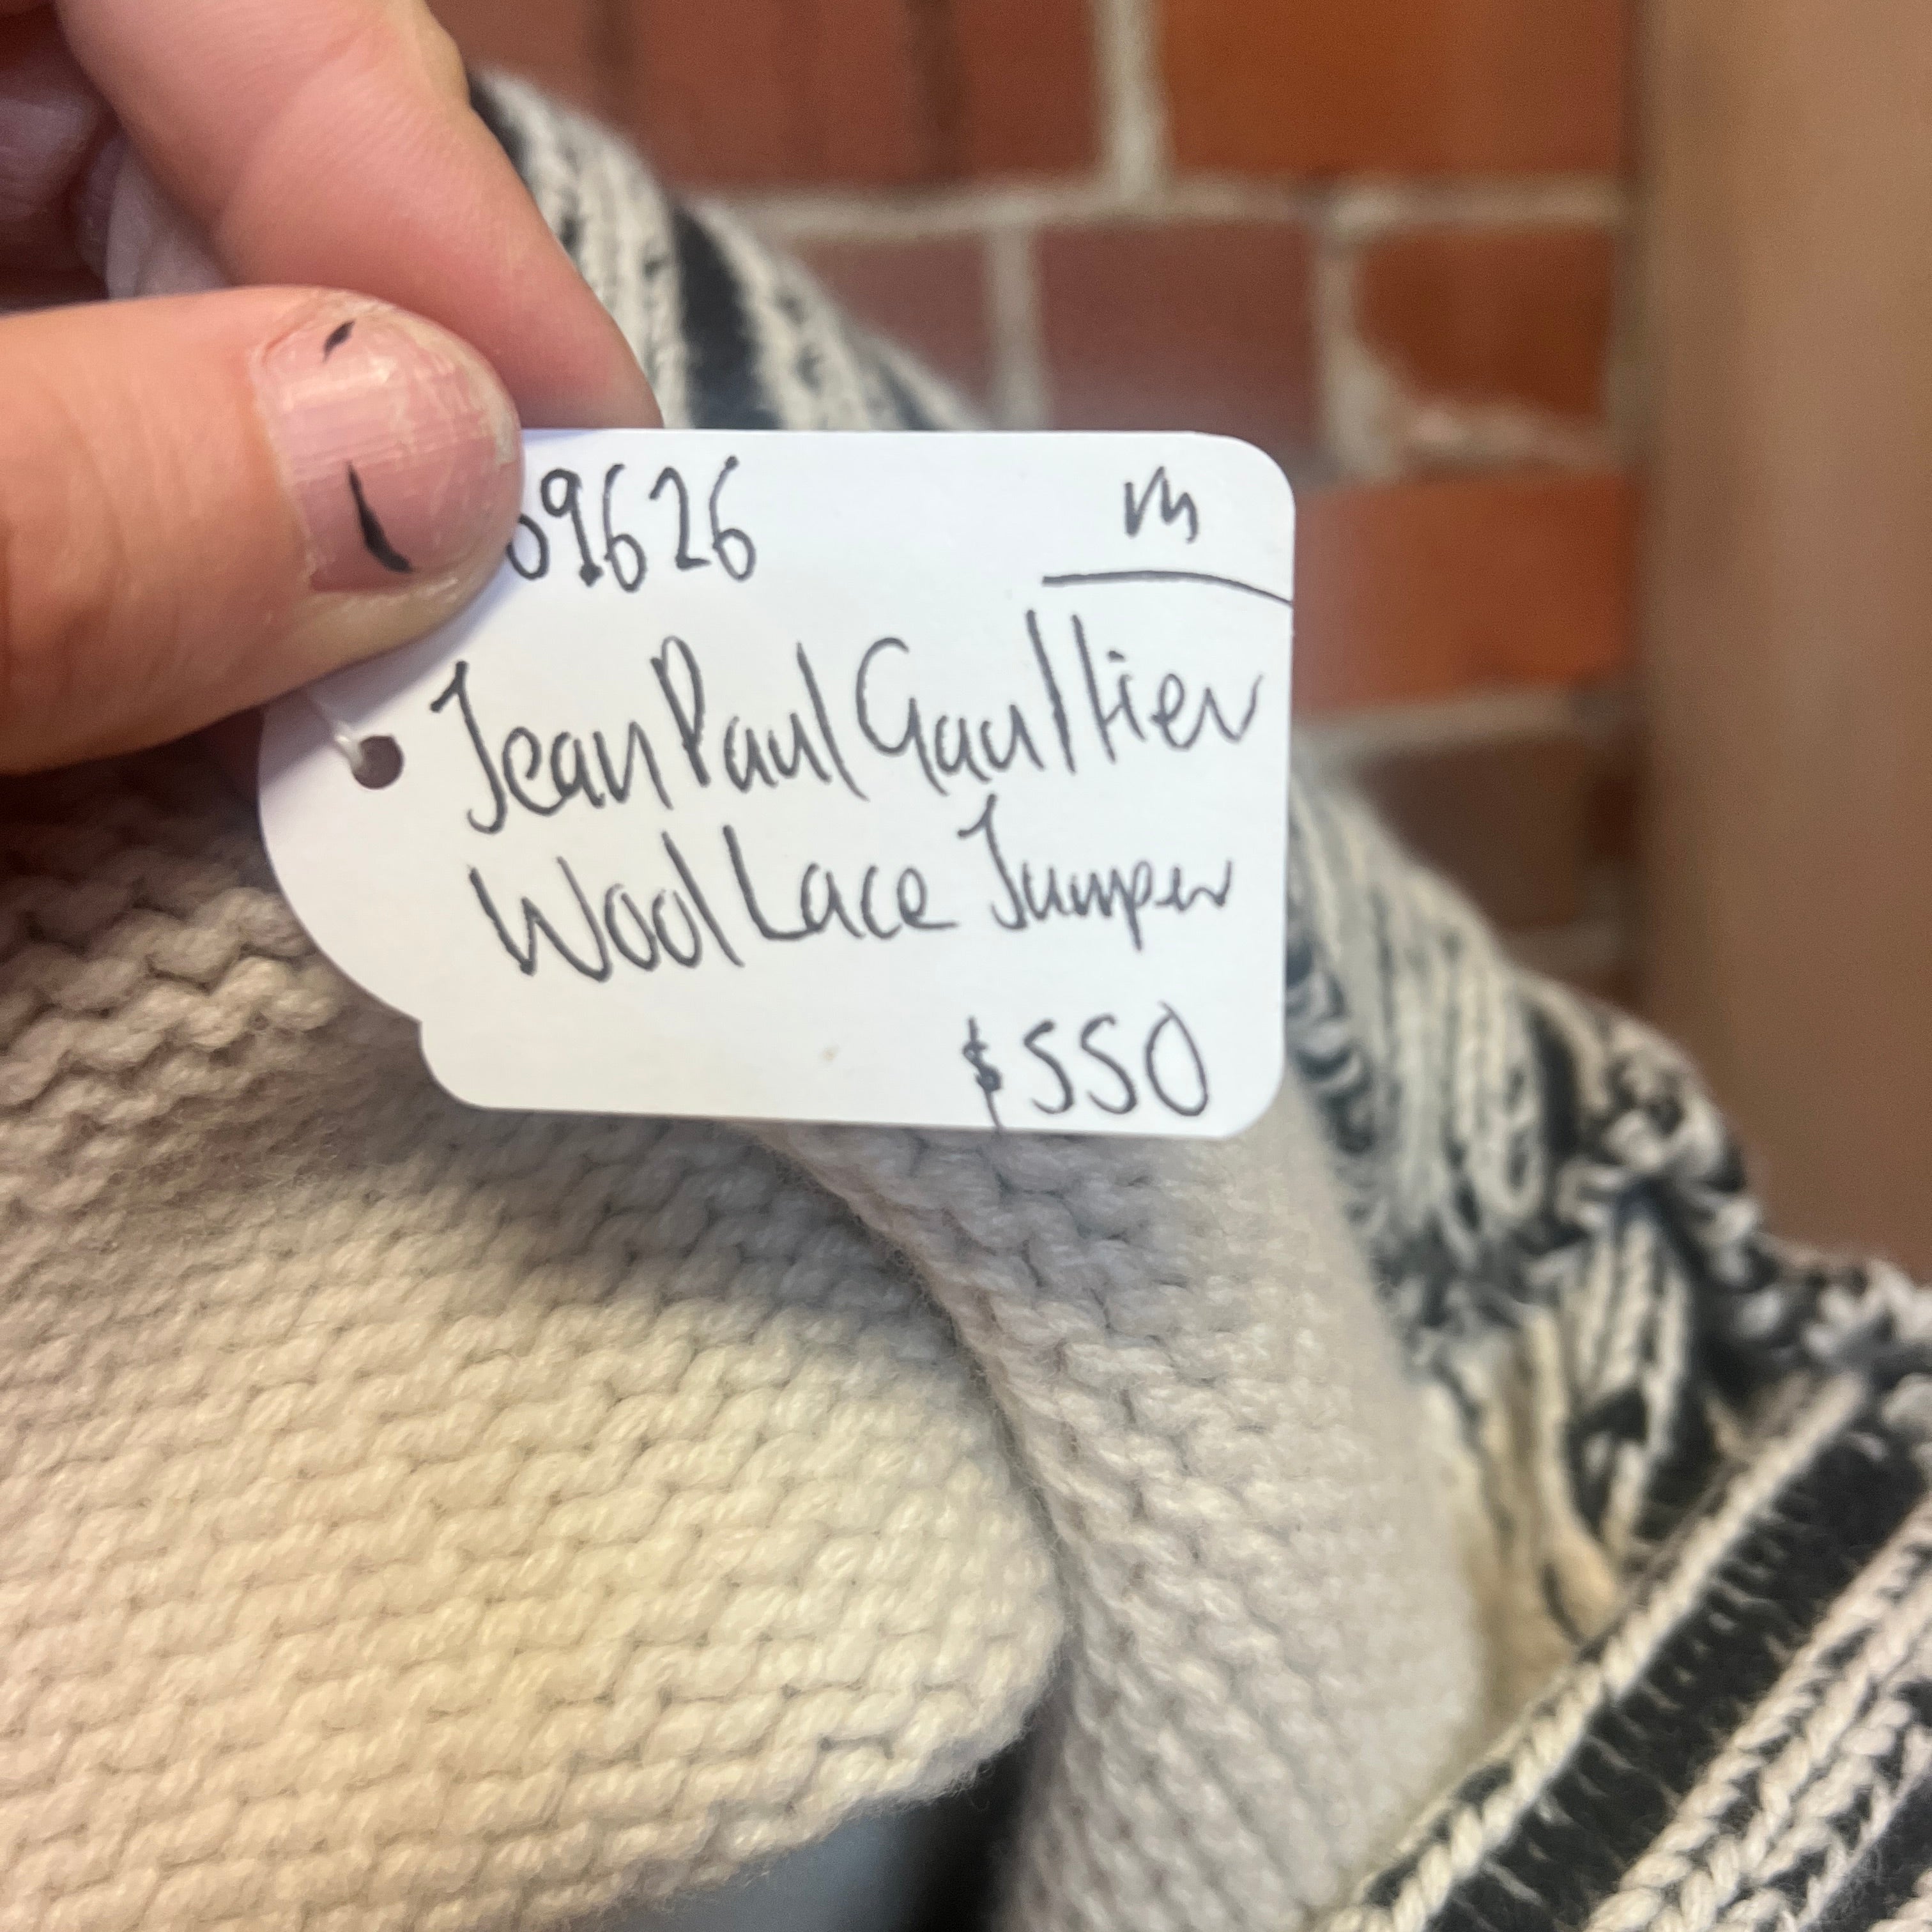 09626
M
Jean Paul Gaultier
Wool Lace Jumper
$550